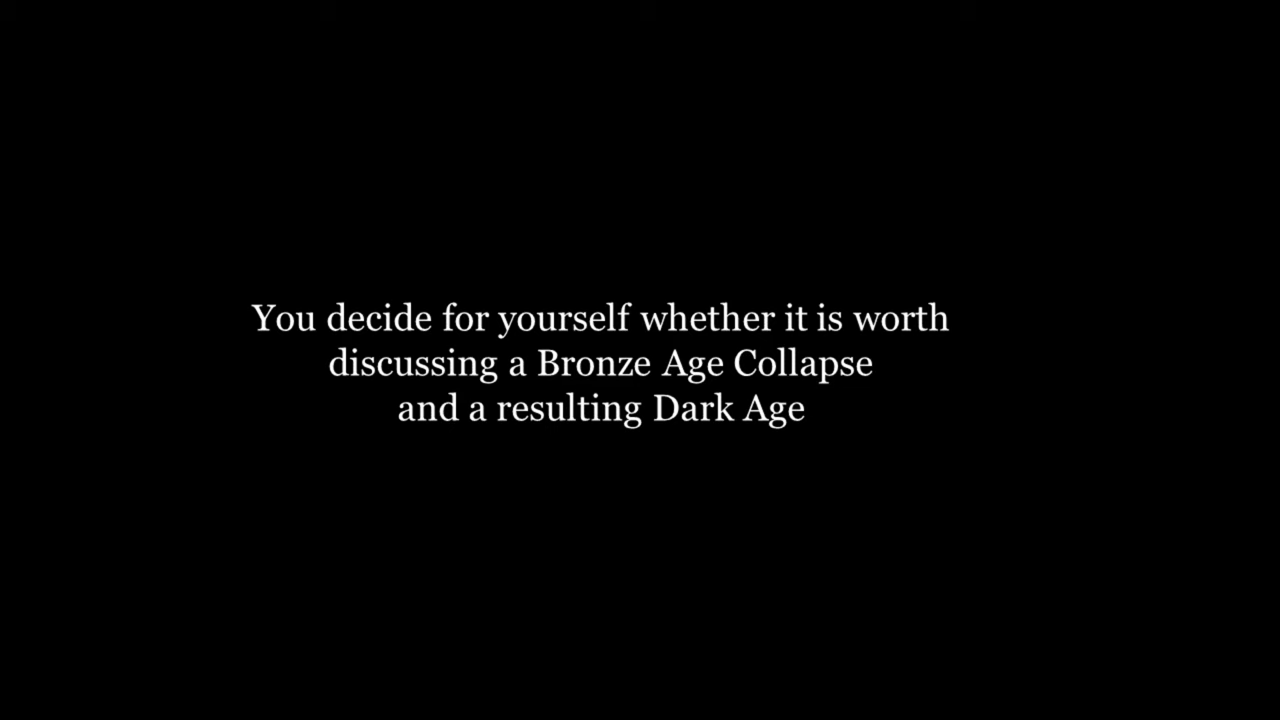 You decide for yourself whether it is worth
discussing a Bronze Age Collapse
and a resulting Dark Age